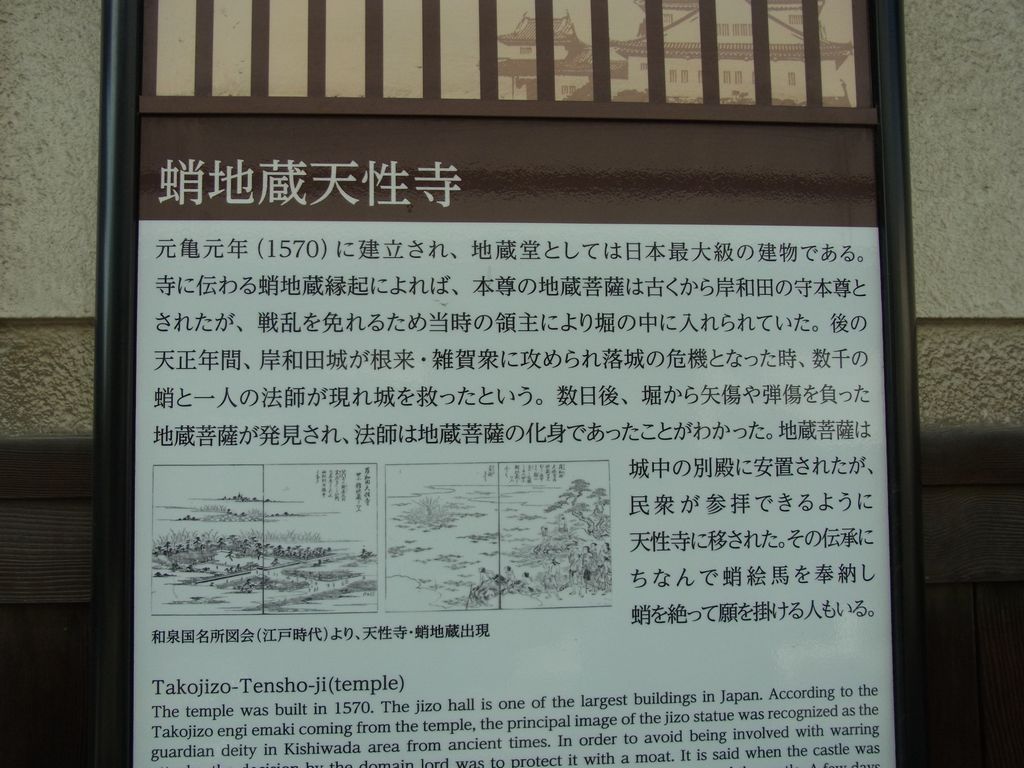 蛸地蔵天性寺
元亀元年(1570)に建立され、地蔵堂としては日本最大級の建物である。
寺に伝わる蛸地蔵縁起によれば、本尊の地蔵菩薩は古くから岸和田の守本尊と
されたが、戦乱を免れるため当時の領主により堀の中に入れられていた。後の
天正年間、岸和田城が根来・雑賀衆に攻められ落城の危機となった時、数千の
蛸と一人の法師が現れ城を救ったという。数日後、堀から矢傷や弾傷を負った
地蔵菩薩が発見され、法師は地蔵菩薩の化身であったことがわかった。地蔵菩薩は
城中の別殿に安置されたが、
民衆が参拝できるように
天性寺に移された。その伝承に
ちなんで蛸絵馬を奉納し
蛸を絶って願を掛ける人もいる。
和泉国名所図会(江戸時代)より、天性寺・蛸地蔵出現
Takojizo-Tensho-ji(temple)
The temple was built in 1570. The jizo hall is one of the largest buildings in Japan. According to the
Takojizo engi emaki coming from the temple, the principal image of the jizo statue was recognized as the
guardian deity in Kishiwada area from ancient times. In order to avoid being involved with warring
the decision by the domain lord was to protect it with a moat. It is said when the castle was
A few days